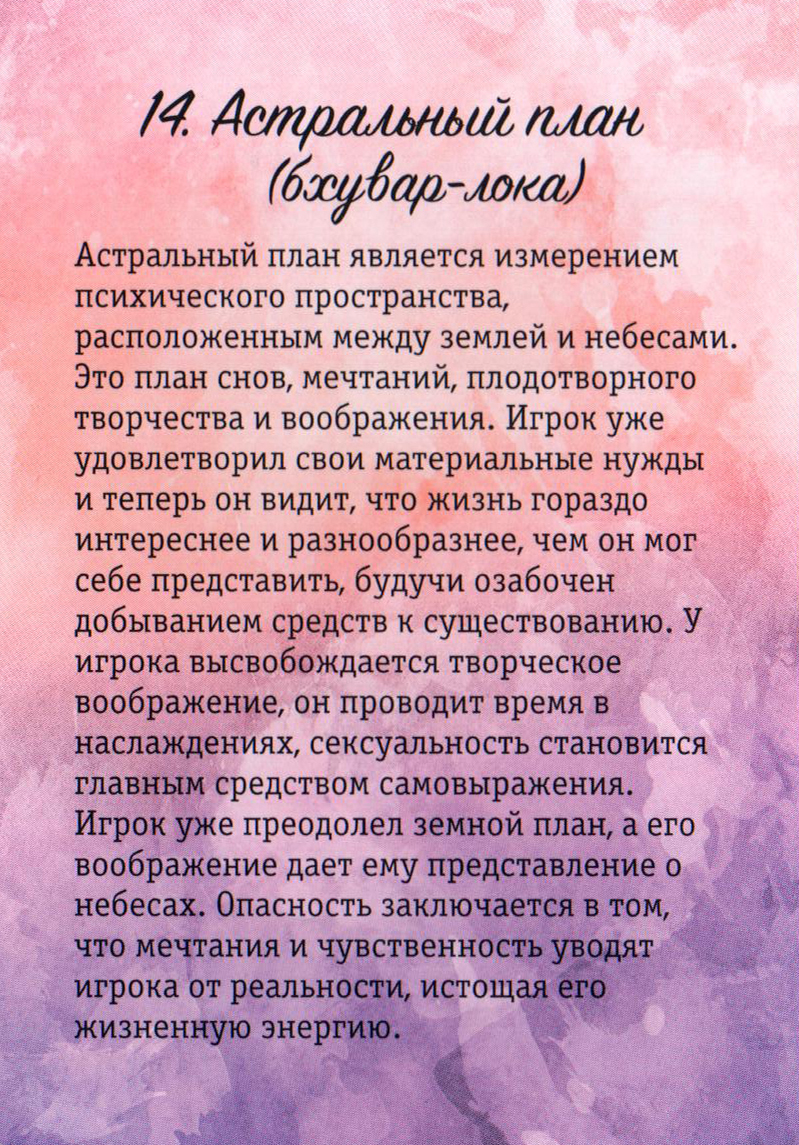 14. Астральный план
(бхувар-лока)
Астральный план является измерением
психического пространства,
расположенным между землей и небесами.
Это план снов, мечтаний, плодотворного
творчества и воображения. Игрок уже
удовлетворил свои материальные нужды
и теперь он видит, что жизнь гораздо
интереснее и разнообразнее, чем он мог
себе представить, будучи озабочен
добыванием средств к существованию. У
игрока высвобождается творческое
воображение, он проводит время в
наслаждениях, сексуальность становится
главным средством самовыражения.
Игрок уже преодолел земной план, а его
воображение дает ему представление о
небесах. Опасность заключается в том,
что мечтания и чувственность уводят
игрока от реальности, истощая его
жизненную энергию.